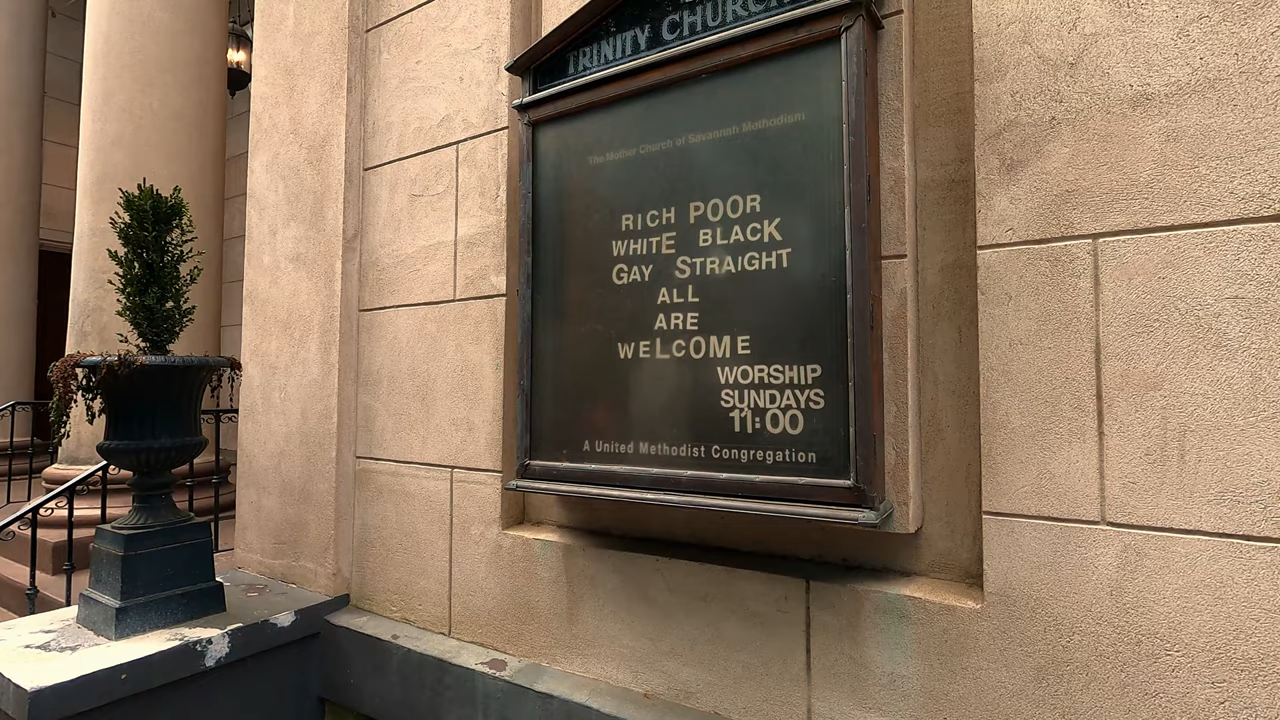 TRINITY CHURCH
The Mother Church of Savannah Methodism
RICH POOR
WHITE BLACK
GAY STRAIGHT
ALL
ARE
WELCOME
WORSHIP
SUNDAYS
11:00
A United Methodist Congregation